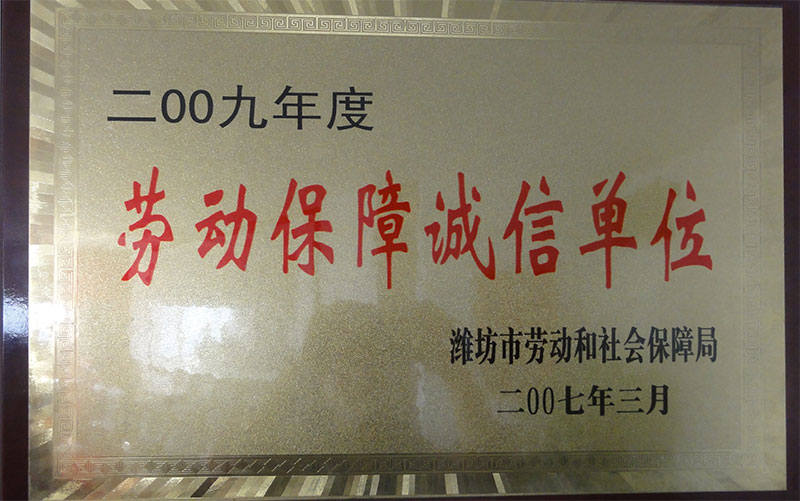 二00九年度
劳动保障诚信单位
潍坊市劳动和社会保障局
二00七年三月